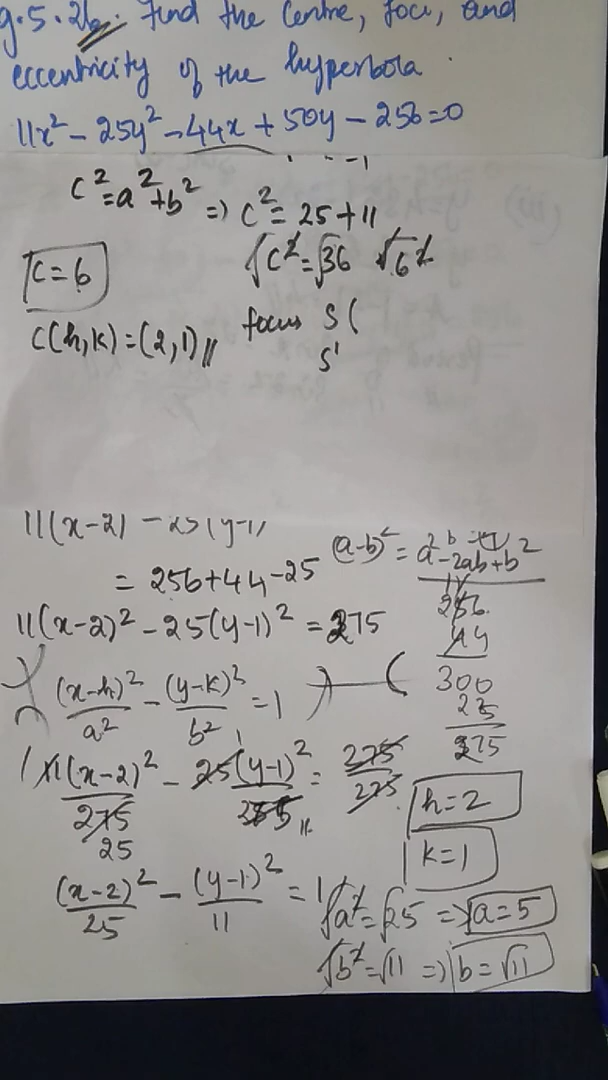 9.5.26. Find the Centre, foci, and
eccentricity of the hyperbola.
11x² - 25y² - 44x + 50y - 256 = 0
c² = a² + b² => c² = 25 + 11
√c² = √36 √6²
c = 6
C(h, k) = (2, 1)
focus S (
S'
11(x-2) - 25(y-1)
= 256 + 44 - 25
(a-b)² = a² - 2ab + b²
11(x-2)² - 25(y-1)² = 275
256
44
300
25
275
(x-h)²/a² - (y-k)²/b² = 1
11(x-2)²/275 - 25(y-1)²/275 = 275/275
25
h = 2
k = 1
(x-2)²/25 - (y-1)²/11 = 1
√a² = √25 => a = 5
√b² = √11 => b = √11